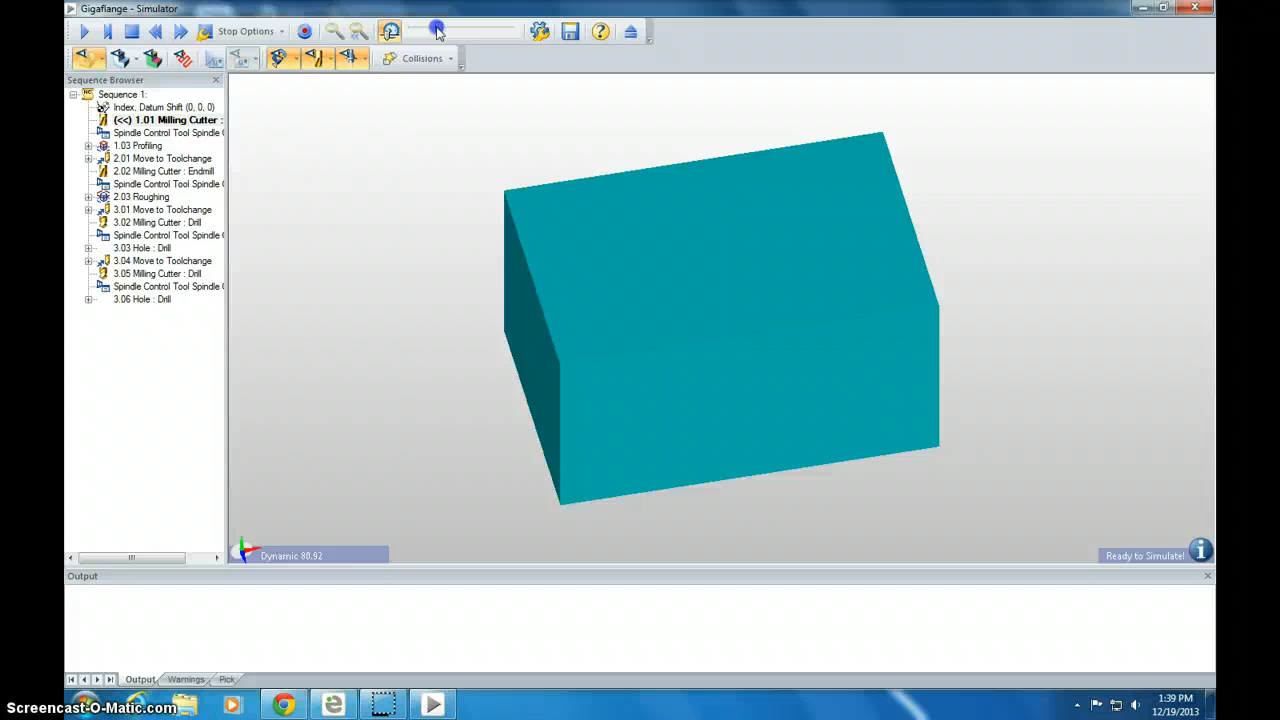 Gigaflange - Simulator
Stop Options
Collisions
Sequence Browser
Sequence 1:
Index, Datum Shift (0, 0, 0)
(<<) 1.01 Milling Cutter :
Spindle Control Tool Spindle C
1.03 Profiling
2.01 Move to Toolchange
2.02 Milling Cutter : Endmill
Spindle Control Tool Spindle C
2.03 Roughing
3.01 Move to Toolchange
3.02 Milling Cutter : Drill
Spindle Control Tool Spindle C
3.03 Hole : Drill
3.04 Move to Toolchange
3.05 Milling Cutter : Drill
Spindle Control Tool Spindle C
3.06 Hole : Drill
Dynamic 80.92
Ready to Simulate!
Output
Output Warnings Pick
Screencast-O-Matic.com
1:39 PM
12/19/2013